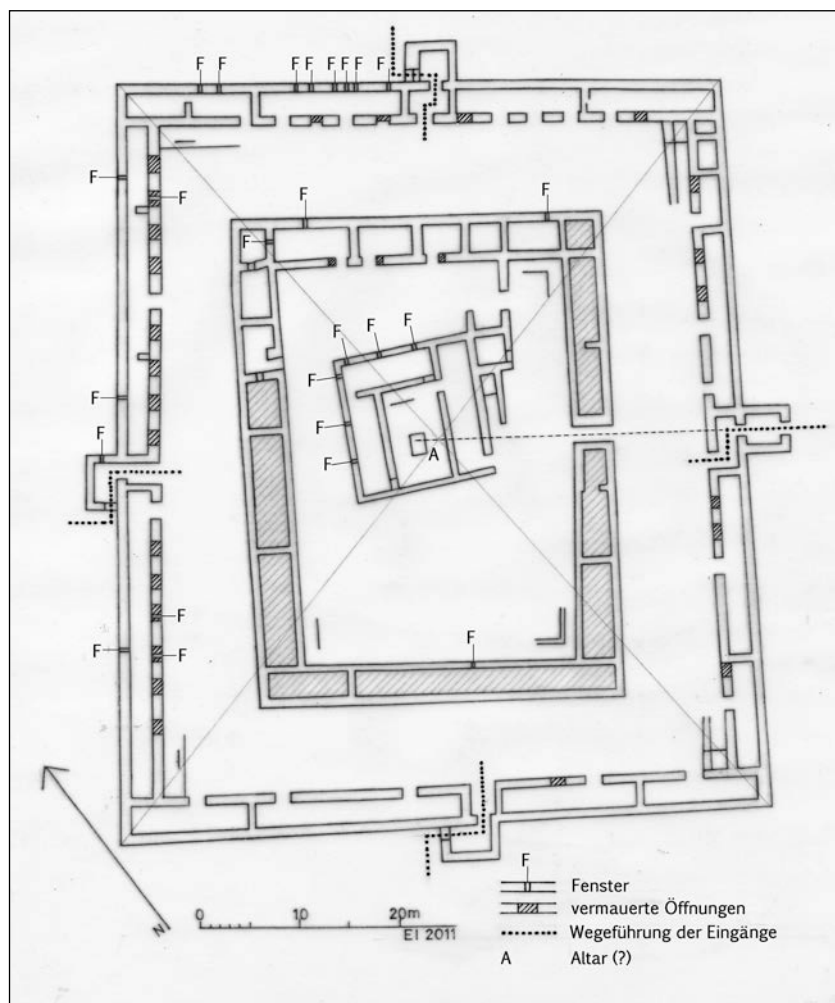 F F F F F F F F
F
F
F F
F
F F F
F
F
F
F
F
A
F
F
F
F
F
N
0 10 20m
EI 2011
F
Fenster
vermauerte Öffnungen
Wegeführung der Eingänge
A Altar (?)